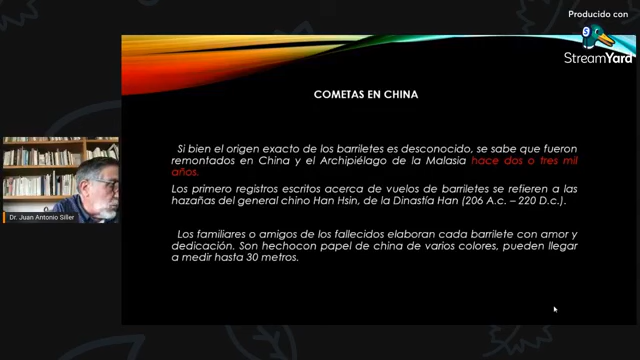 Producido con
StreamYard
COMETAS EN CHINA
Si bien el origen exacto de los barriletes es desconocido, se sabe que fueron
remontados en China y el Archipiélago de la Malasia hace dos o tres mil
años.
Los primero registros escritos acerca de vuelos de barriletes se refieren a las
hazañas del general chino Han Hsin, de la Dinastía Han (206 A.c. – 220 D.c.).
Los familiares o amigos de los fallecidos elaboran cada barrilete con amor y
dedicación. Son hechocon papel de china de varios colores, pueden llegar
a medir hasta 30 metros.
Dr. Juan Antonio Siller